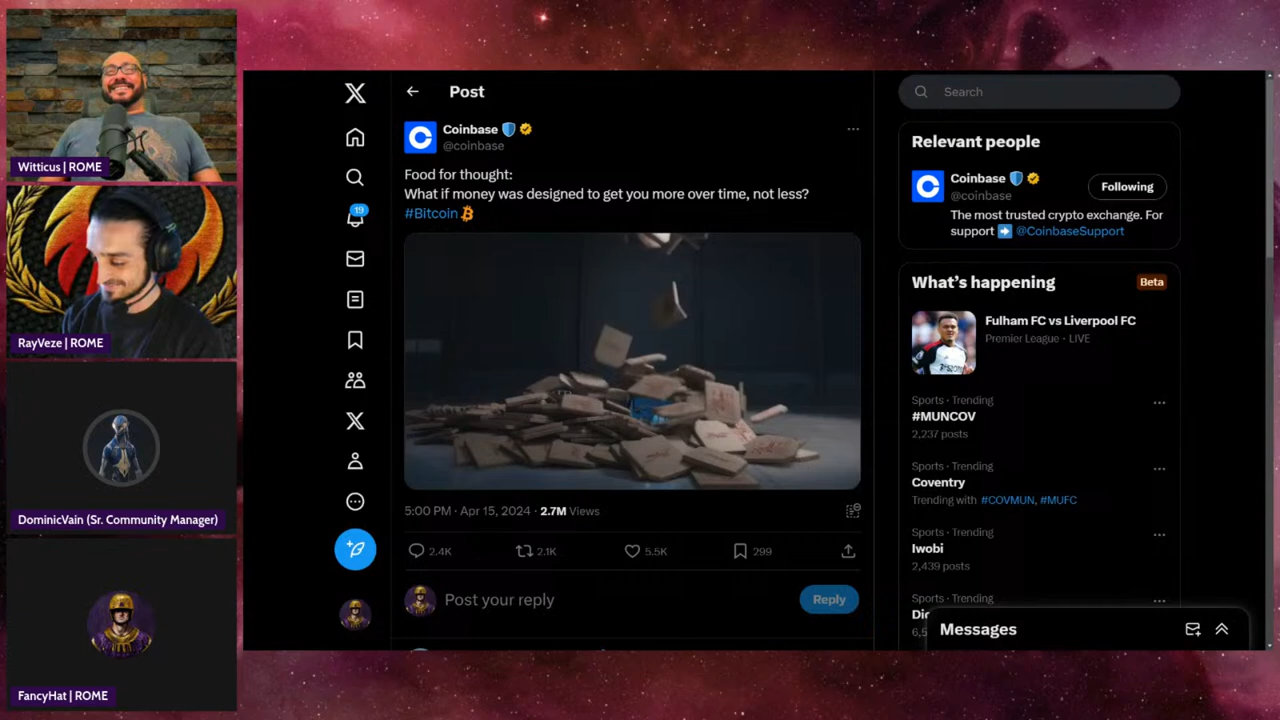 Witticus | ROME
RayVeze | ROME
DominicVain (Sr. Community Manager)
FancyHat | ROME
19
Post
Coinbase
@coinbase
Food for thought:
What if money was designed to get you more over time, not less?
#Bitcoin
5:00 PM · Apr 15, 2024 · 2.7M Views
2.4K 2.1K 5.5K 299
Post your reply
Reply
Search
Relevant people
Coinbase
@coinbase
Following
The most trusted crypto exchange. For
support ➡️ @CoinbaseSupport
What's happening
Beta
Fulham FC vs Liverpool FC
Premier League · LIVE
Sports · Trending
#MUNCOV
2,237 posts
Sports · Trending
Coventry
Trending with #COVMUN, #MUFC
Sports · Trending
Iwobi
2,439 posts
Sports · Trending
Messages